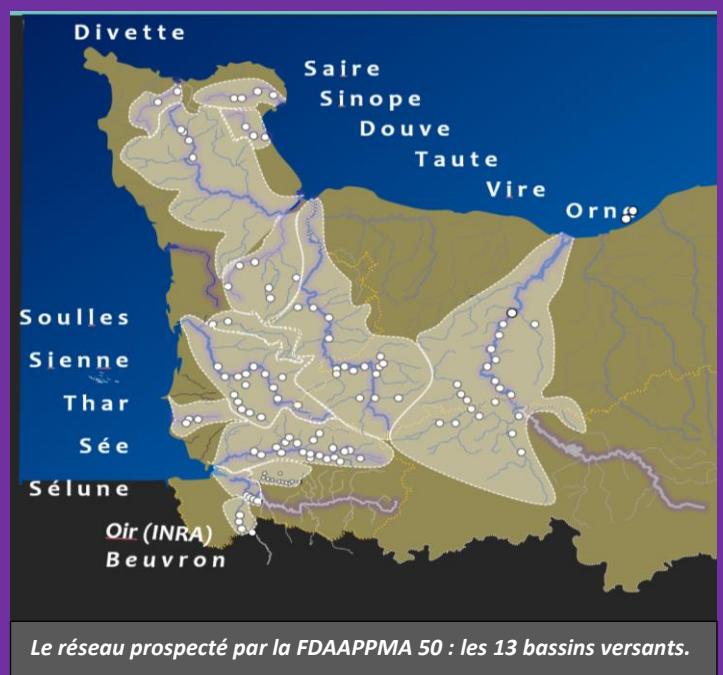 Divette
Saire
Sinope
Douve
Taute
Vire
Orne
Soulles
Sienne
Thar
Sée
Sélune
Oir (INRA)
Beuvron
Le réseau prospecté par la FDAAPPMA 50 : les 13 bassins versants.